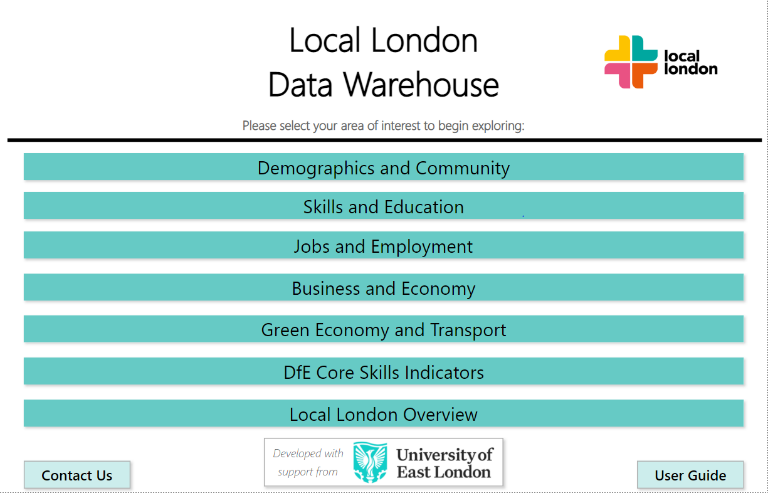 Local London
Data Warehouse
local
london
Please select your area of interest to begin exploring:
Demographics and Community
Skills and Education
Jobs and Employment
Business and Economy
Green Economy and Transport
DfE Core Skills Indicators
Local London Overview
Developed with
support from
University of
East London
Contact Us
User Guide